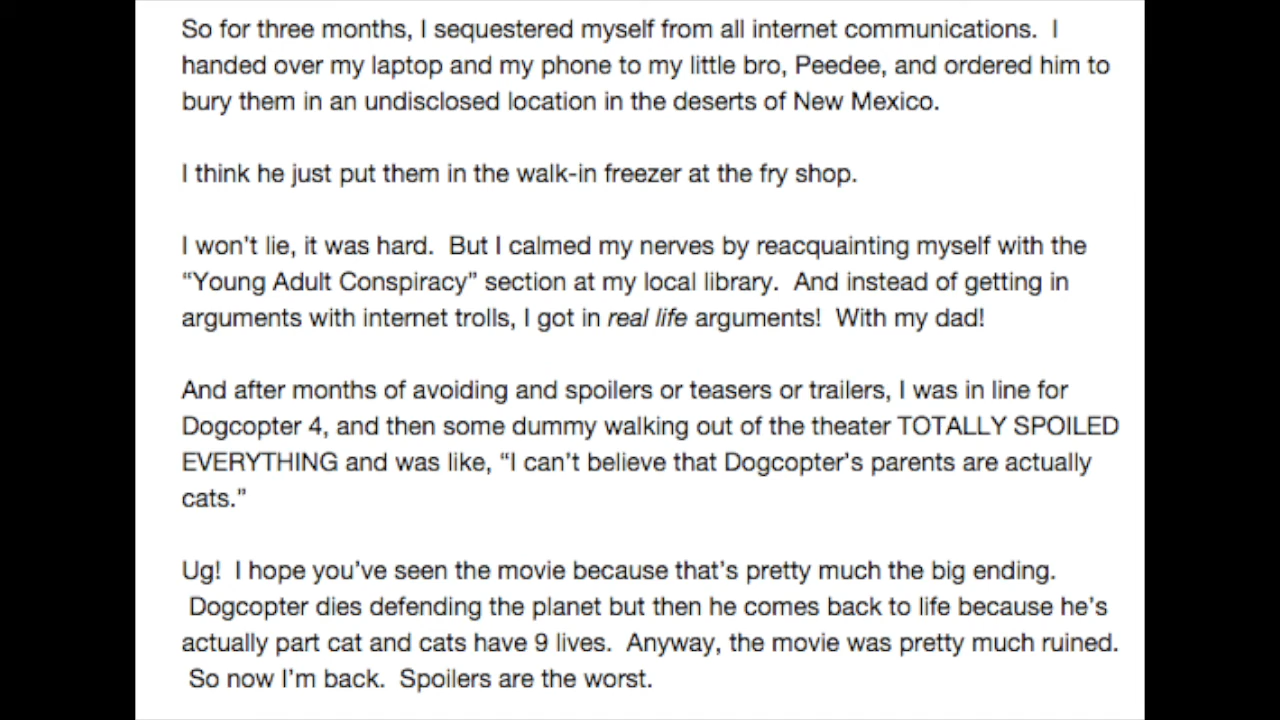 So for three months, I sequestered myself from all internet communications.  I
handed over my laptop and my phone to my little bro, Peedee, and ordered him to
bury them in an undisclosed location in the deserts of New Mexico.
I think he just put them in the walk-in freezer at the fry shop.
I won’t lie, it was hard.  But I calmed my nerves by reacquainting myself with the
“Young Adult Conspiracy” section at my local library.  And instead of getting in
arguments with internet trolls, I got in real life arguments!  With my dad!
And after months of avoiding and spoilers or teasers or trailers, I was in line for
Dogcopter 4, and then some dummy walking out of the theater TOTALLY SPOILED
EVERYTHING and was like, “I can’t believe that Dogcopter’s parents are actually
cats.”
Ug!  I hope you’ve seen the movie because that’s pretty much the big ending.
Dogcopter dies defending the planet but then he comes back to life because he’s
actually part cat and cats have 9 lives.  Anyway, the movie was pretty much ruined.
So now I’m back.  Spoilers are the worst.